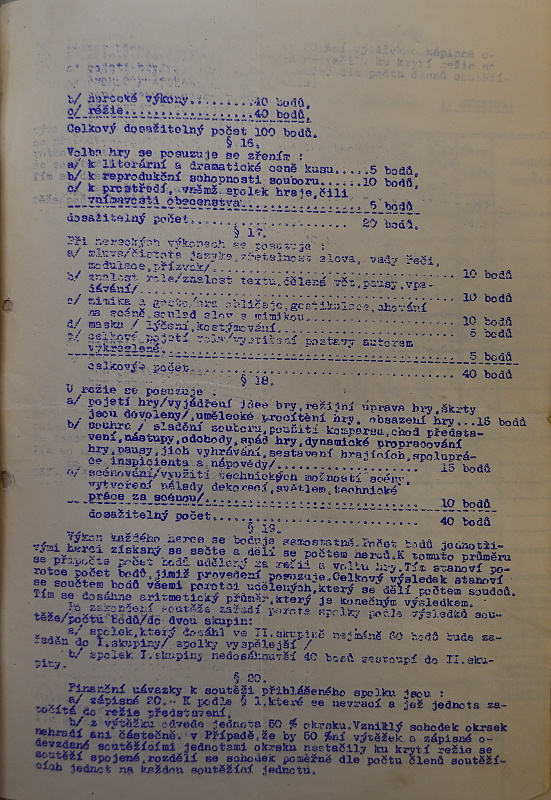 b/ herecké výkony..........40 bodů,
c/ režie...................40 bodů.
Celkový dosažitelný počet 100 bodů.
§ 16.
Volba hry se posuzuje se zřením :
a/ k literární a dramatické ceně kusu.....5 bodů,
b/ k reprodukční schopnosti souboru.....10 bodů,
c/ k prostředí, vněmž spolek hraje, čili
vnímavosti obecenstva.................5 bodů
dosažitelný počet.....................20 bodů.
§ 17.
Při hereckých výkonech se posuzuje :
a/ mluva/čistota jazyka, zřetelnost slova, vady řeči,
modulace, přízvuk/........................... 10 bodů
b/ znalost role/znalost textu, členění vět, pausy, vpa-
dávání/...................................... 10 bodů
c/ mimika a gesto/hra obličeje, gestikulace, chování
na scéně, soulad slov s mimikou.............. 10 bodů
d/ masku / líčení, kostýmování............... 5 bodů
e/ celkové pojetí role/vystižení postavy autorem
vykreslené................................... 5 bodů
celkový počet................................ 40 bodů
§ 18.
U režie se posuzuje :
a/ pojetí hry/vyjádření idee hry, režijní úprava hry, škrty
jsou dovoleny/, umělecké procítění hry, obsazení hry...15 bodů
b/ souhra / sladění souboru, použití komparsu, chod předsta-
vení, nástupy, odchody, spád hry, dynamické propracování
hry, pausy, jich vyhrávání, sestavení hrajících, spoluprá-
ce inspicienta a nápovědy/................... 15 bodů
c/ scénování/využití technických možností scény,
vytvoření nálady dekorací, světlem, technické
práce za scénou/............................. 10 bodů
dosažitelný počet............................ 40 bodů
§ 19.
Výkon každého herce se boduje samostatně. Počet bodů jednotli-
vými herci získaný se sečte a dělí se počtem herců. K tomuto průměru
se připočte počet bodů udělený za režii a volbu hry. Tím stanoví po-
rotce počet bodů, jimiž provedení posuzuje. Celkový výsledek stanoví
se součtem bodů všemi porotci udělených, který se dělí počtem soudců.
Tím se dosáhne aritmetický průměr, který je konečným výsledkem.
Po zakončení soutěže zařadí porota spolky podle výsledků sou-
těže/počtu bodů/do dvou skupin:
a/ spolek, který dosáhl ve II. skupině nejméně 80 bodů bude za-
řaděn do I. skupiny/ spolky vyspělejší /
b/ spolek I. skupiny nedosáhnuvší 40 bodů sestoupí do II. sku-
piny.
§ 20.
Finanční úvazky k soutěži přihlášeného spolku jsou :
a/ zápisné 20.- K podle § 1, které se nevrací a jež jednota za-
počítá do režie představení.
b/ z výtěžku odvede jednota 50 % okrsku. Vzniklý schodek okrsek
nehradí ani částečně. v Případě, že by 50 %ní výtěžek a zápisné o-
devzdané soutěžícími jednotami okrsku nestačily ku krytí režie se
soutěží spojené, rozdělí se schodek poměrně dle počtu členů soutěží-
cích jednot na každou soutěžící jednotu.